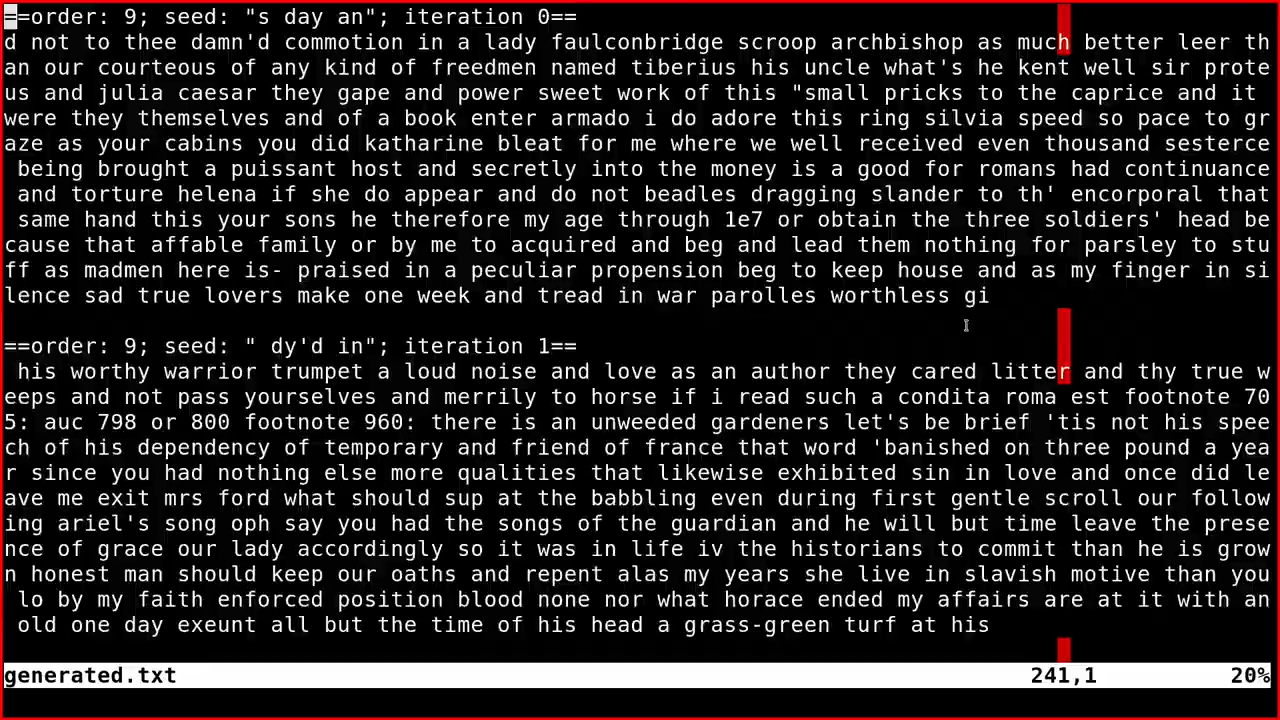 ==order: 9; seed: "s day an"; iteration 0==
d not to thee damn'd commotion in a lady faulconbridge scroop archbishop as much better leer th
an our courteous of any kind of freedmen named tiberius his uncle what's he kent well sir prote
us and julia caesar they gape and power sweet work of this "small pricks to the caprice and it
were they themselves and of a book enter armado i do adore this ring silvia speed so pace to gr
aze as your cabins you did katharine bleat for me where we well received even thousand sesterce
 being brought a puissant host and secretly into the money is a good for romans had continuance
 and torture helena if she do appear and do not beadles dragging slander to th' encorporal that
 same hand this your sons he therefore my age through 1e7 or obtain the three soldiers' head be
cause that affable family or by me to acquired and beg and lead them nothing for parsley to stu
ff as madmen here is- praised in a peculiar propension beg to keep house and as my finger in si
lence sad true lovers make one week and tread in war parolles worthless gi
==order: 9; seed: " dy'd in"; iteration 1==
 his worthy warrior trumpet a loud noise and love as an author they cared litter and thy true w
eeps and not pass yourselves and merrily to horse if i read such a condita roma est footnote 70
5: auc 798 or 800 footnote 960: there is an unweeded gardeners let's be brief 'tis not his spee
ch of his dependency of temporary and friend of france that word 'banished on three pound a yea
r since you had nothing else more qualities that likewise exhibited sin in love and once did le
ave me exit mrs ford what should sup at the babbling even during first gentle scroll our follow
ing ariel's song oph say you had the songs of the guardian and he will but time leave the prese
nce of grace our lady accordingly so it was in life iv the historians to commit than he is grow
n honest man should keep our oaths and repent alas my years she live in slavish motive than you
 lo by my faith enforced position blood none nor what horace ended my affairs are at it with an
 old one day exeunt all but the time of his head a grass-green turf at his
generated.txt 241,1 20%